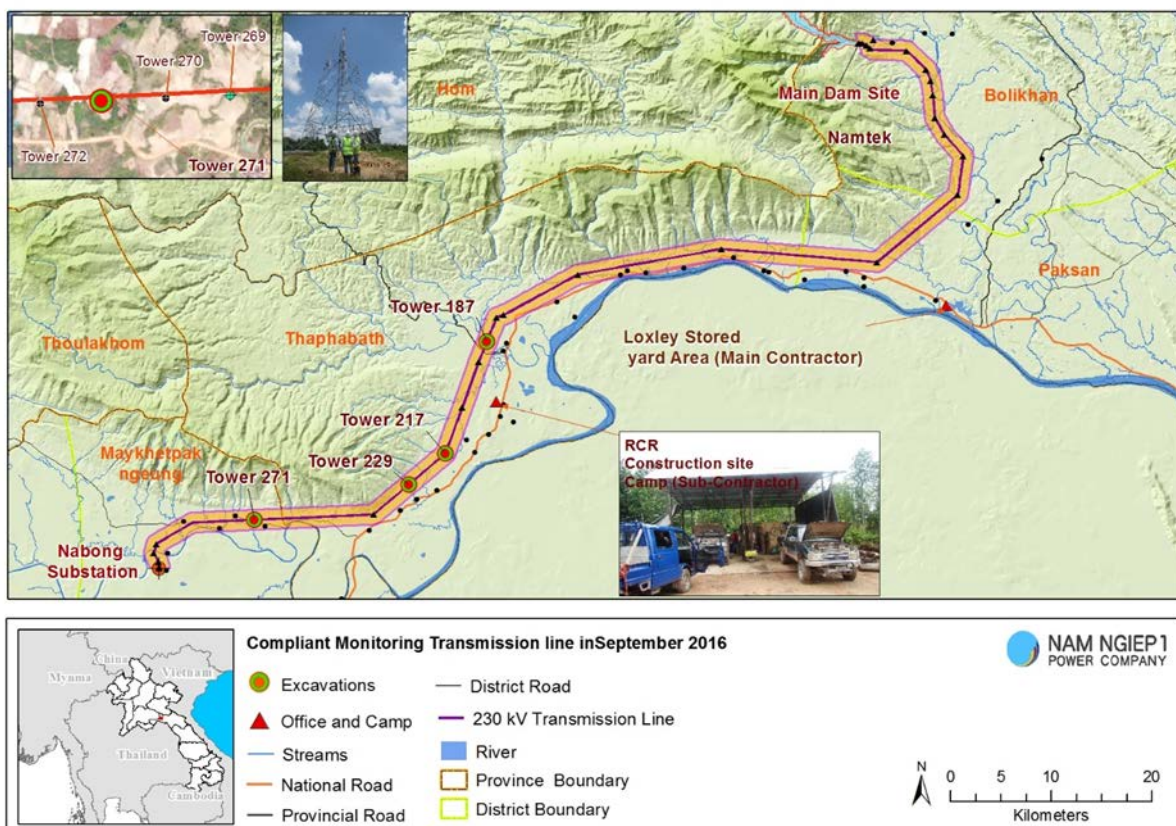 Tower 269
Tower 270
Tower 272
Tower 271
Hom
Main Dam Site
Bolikhan
Namtek
Paksan
Tower 187
Thoulakhom
Thaphabath
Loxley Stored
yard Area (Main Contractor)
Tower 217
Maykhetpak
ngeung
Tower 229
Tower 271
RCR
Construction site
Camp (Sub-Contractor)
Nabong
Substation
Compliant Monitoring Transmission line inSeptember 2016
Excavations
Office and Camp
Streams
National Road
Provincial Road
District Road
230 kV Transmission Line
River
Province Boundary
District Boundary
China
Vietnam
Mynma
Thailand
Cambodia
NAM NGIEP1
POWER COMPANY
N
0 5 10 20
Kilometers